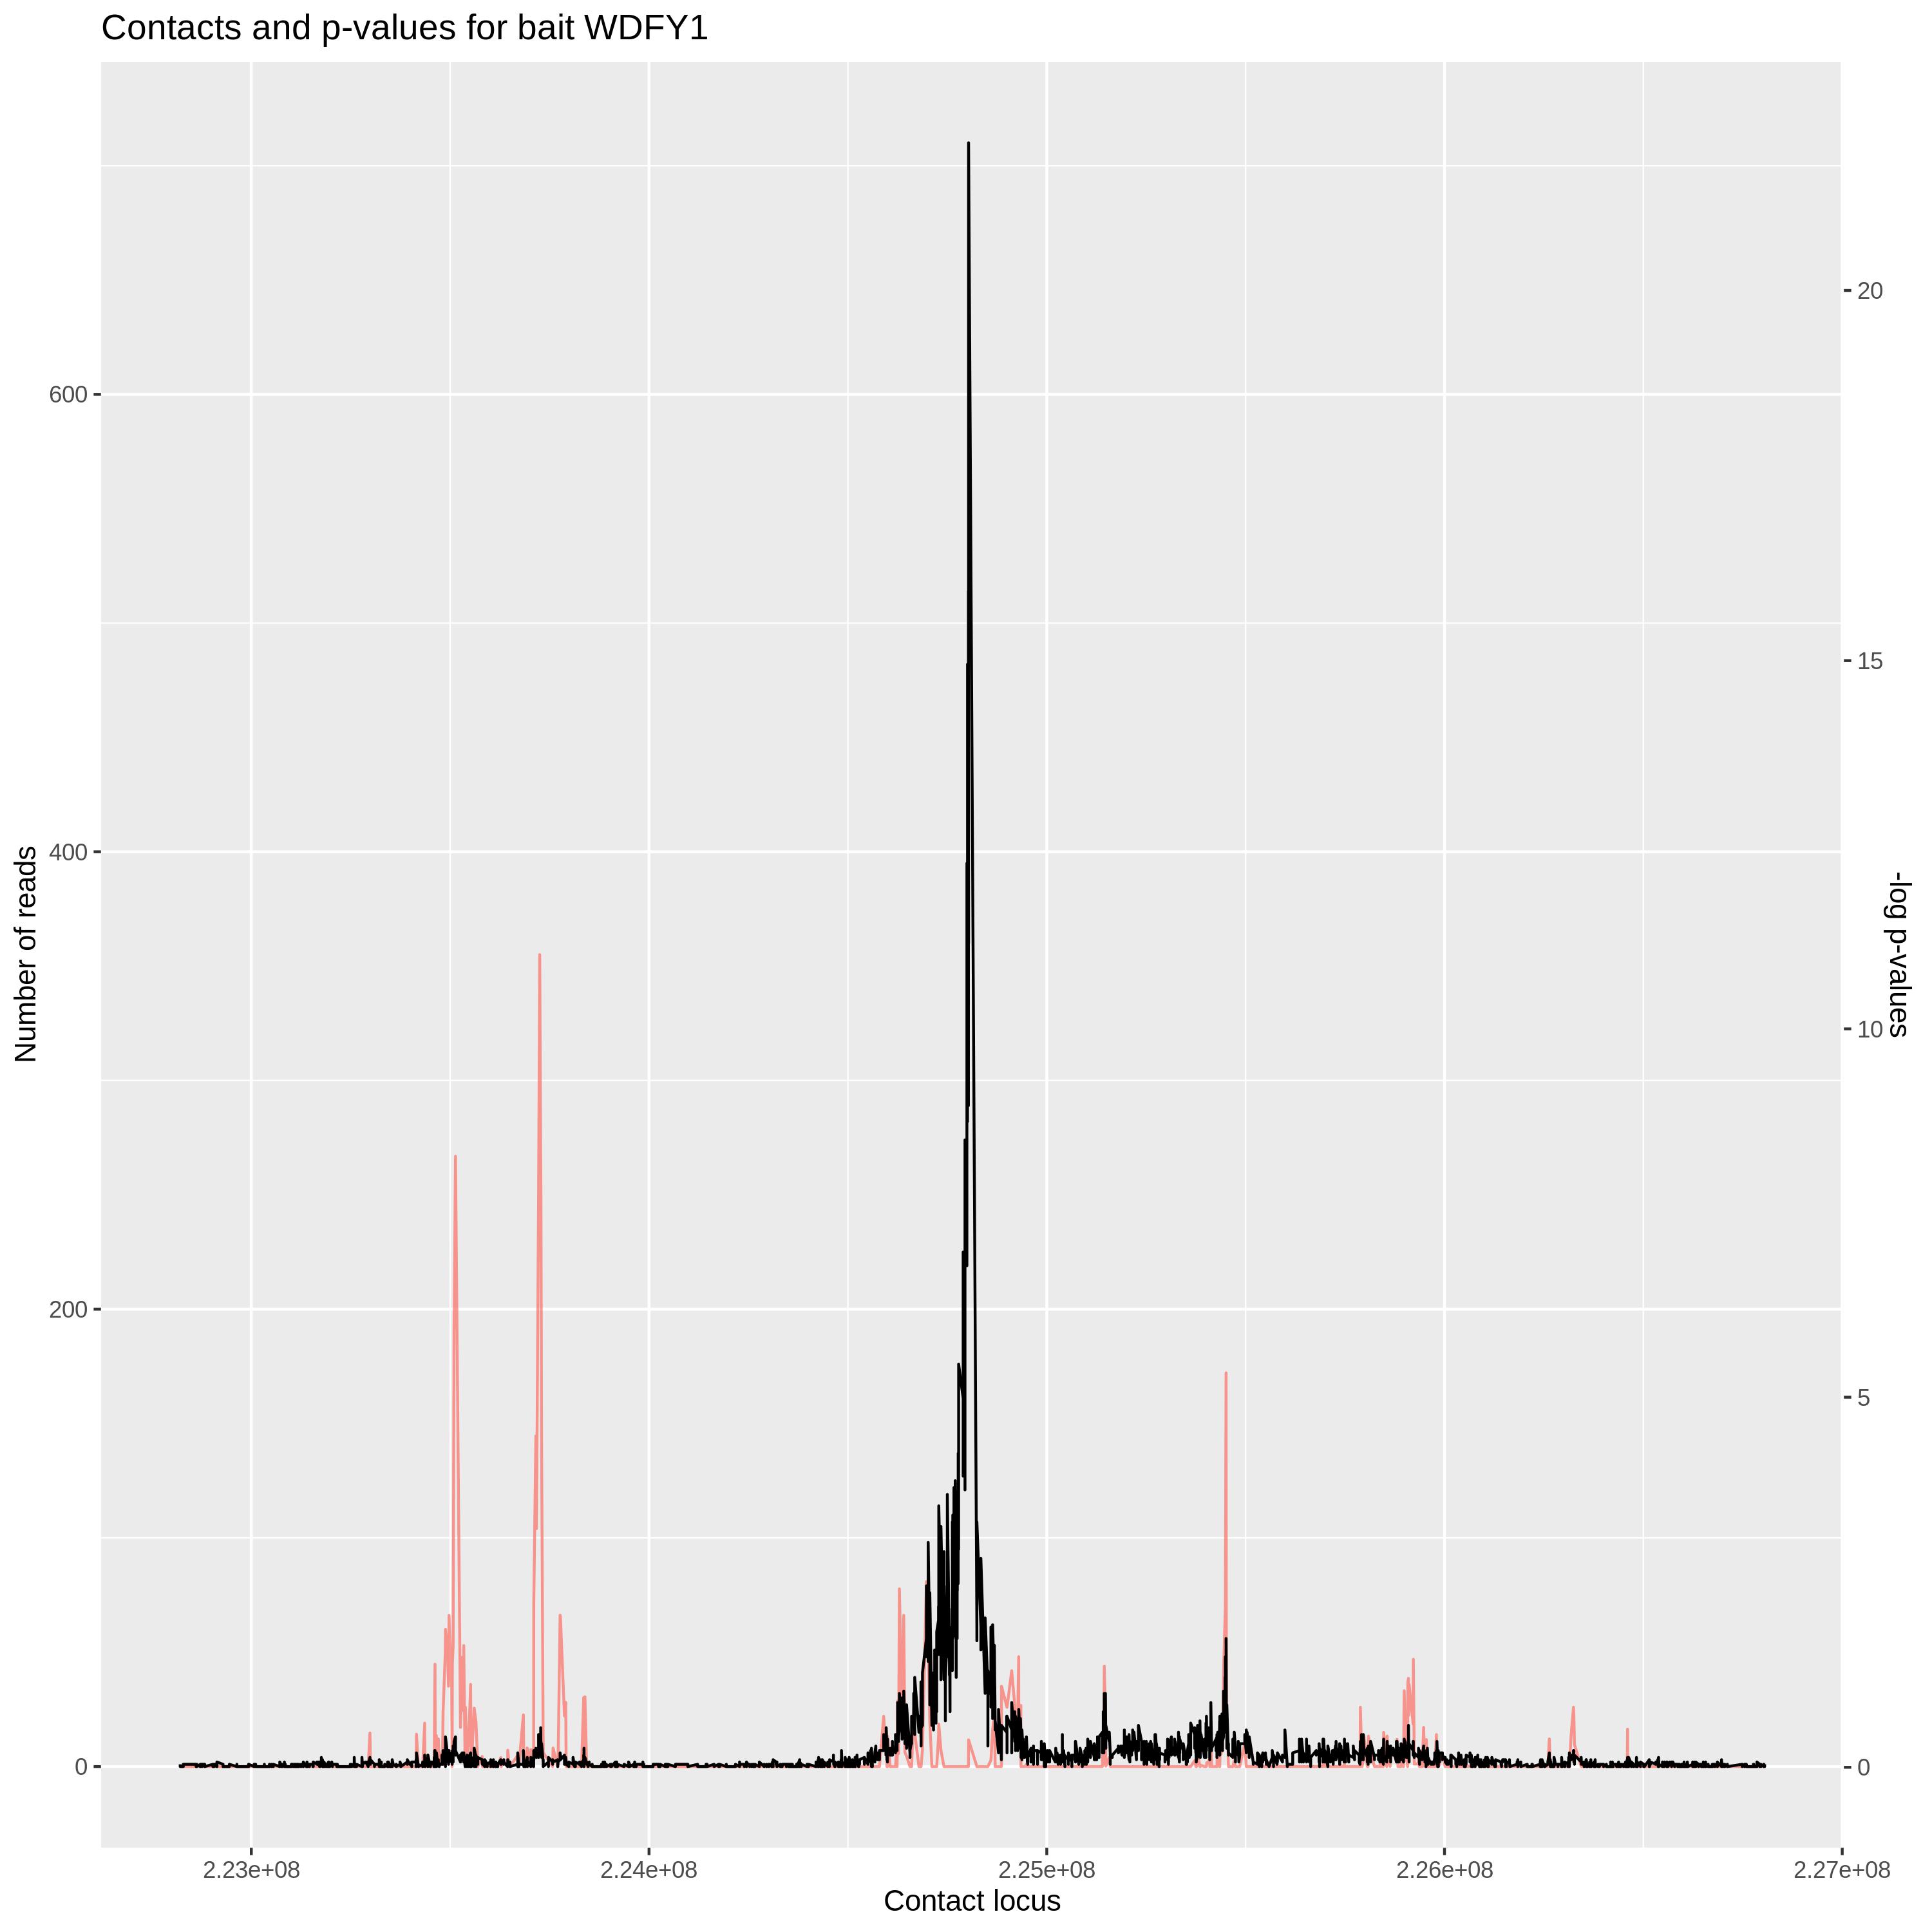 Contacts and p-values for bait WDFY1
600
400
200
0
Number of reads
20
15
10
5
0
-log p-values
2.23e+08
2.24e+08
2.25e+08
2.26e+08
2.27e+08
Contact locus